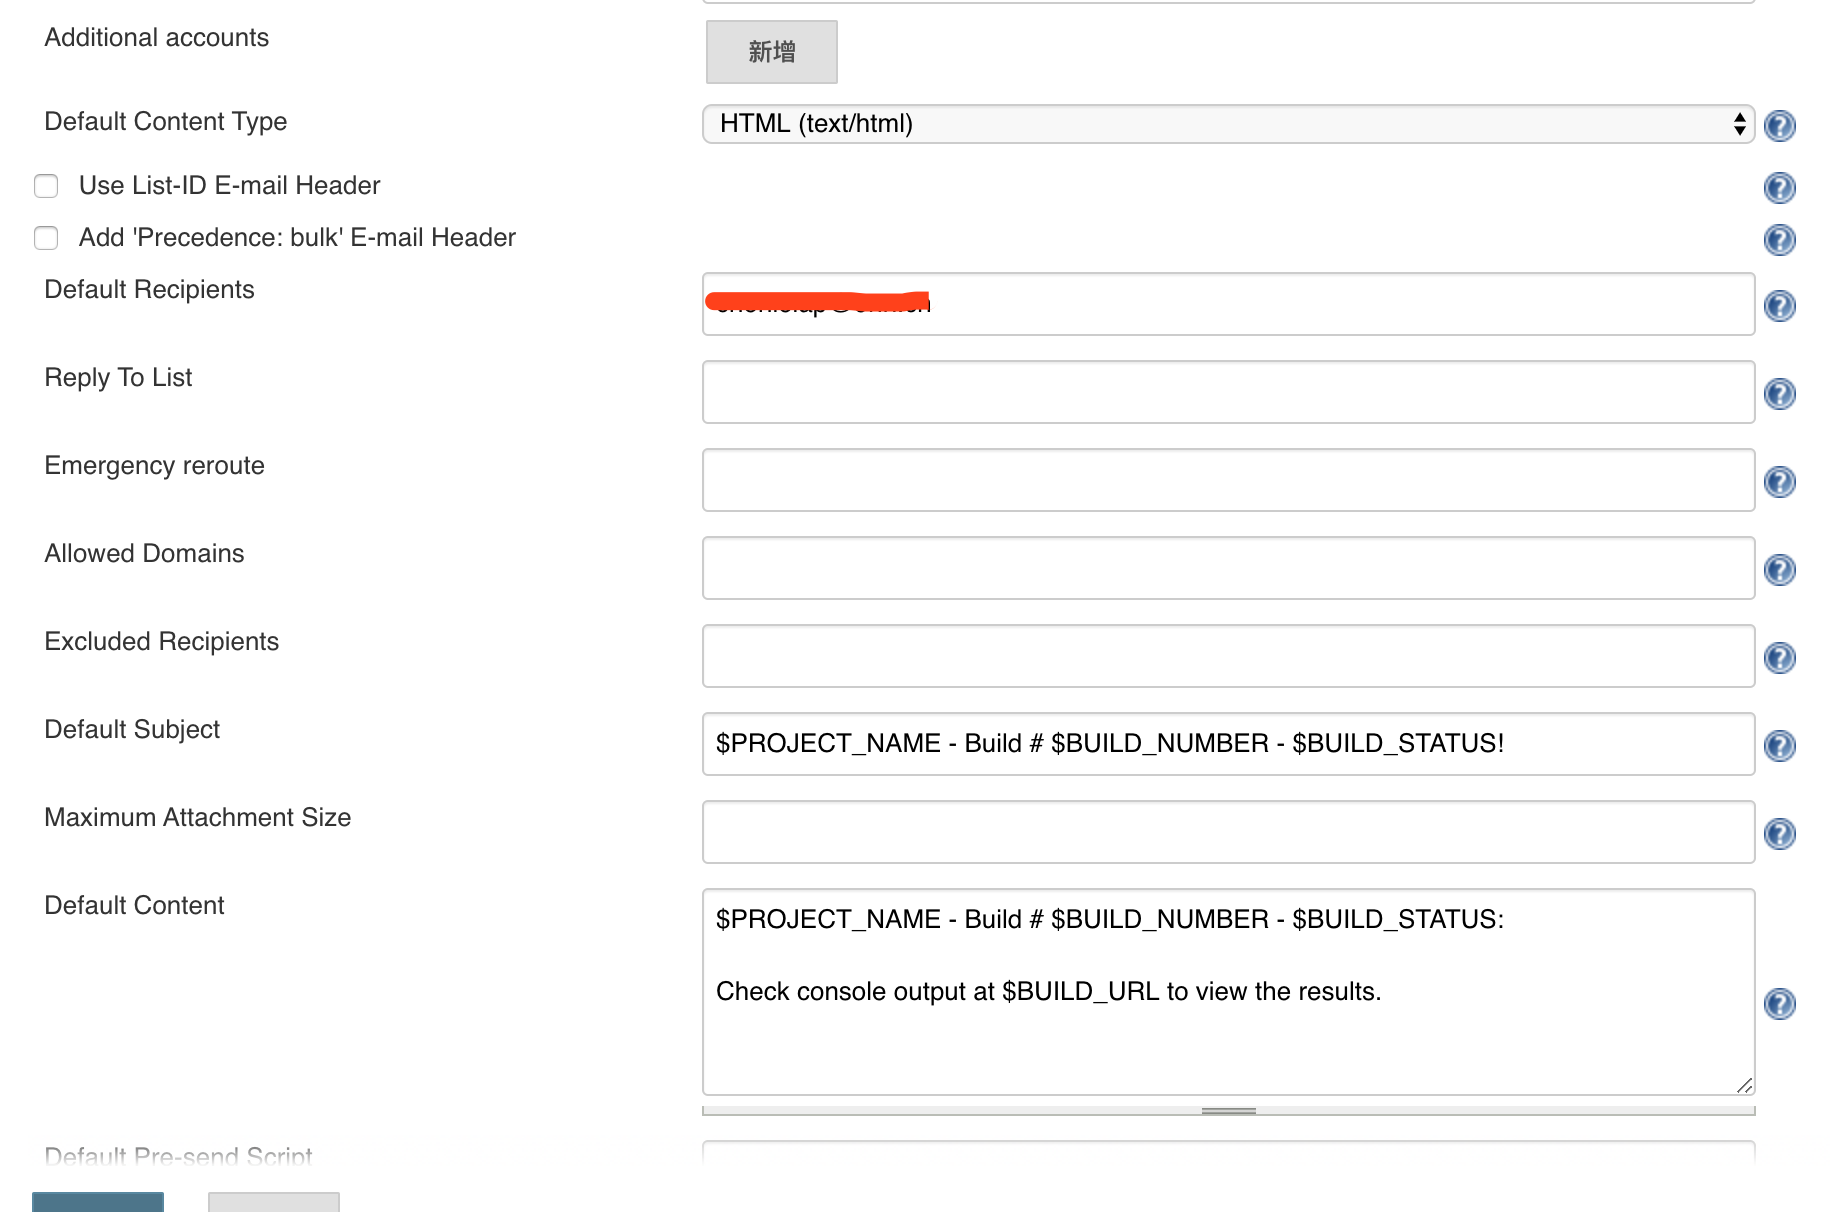 Additional accounts
新增
Default Content Type
HTML (text/html)
Use List-ID E-mail Header
Add 'Precedence: bulk' E-mail Header
Default Recipients
Reply To List
Emergency reroute
Allowed Domains
Excluded Recipients
Default Subject
$PROJECT_NAME - Build # $BUILD_NUMBER - $BUILD_STATUS!
Maximum Attachment Size
Default Content
$PROJECT_NAME - Build # $BUILD_NUMBER - $BUILD_STATUS:
Check console output at $BUILD_URL to view the results.
Default Pre-send Script